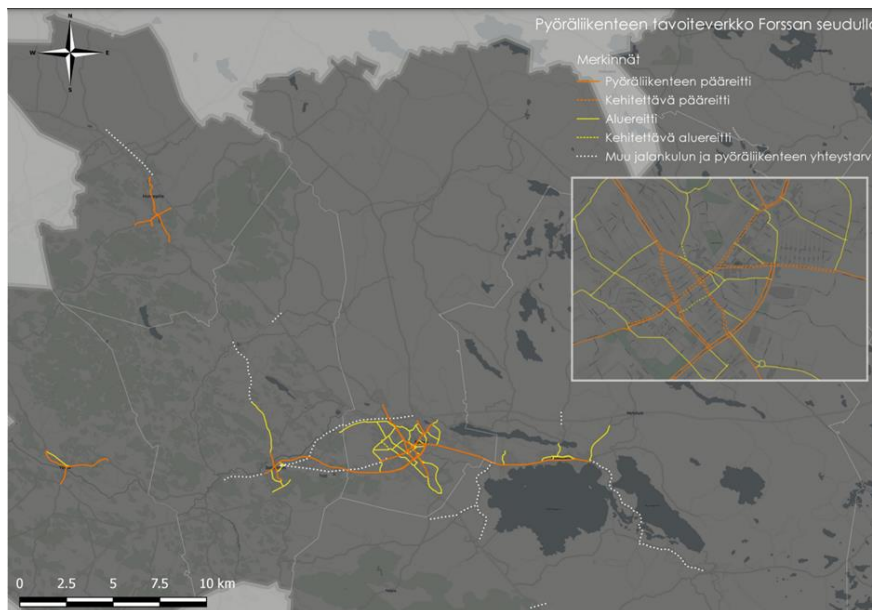 Pyöräliikenteen tavoiteverkko Forssan seudulla
N
W E
S
Merkinnät
Pyöräliikenteen pääreitti
Kehitettävä pääreitti
Aluereitti
Kehitettävä aluereitti
Muu jalankulun ja pyöräliikenteen yhteystarv
0 2.5 5 7.5 10 km